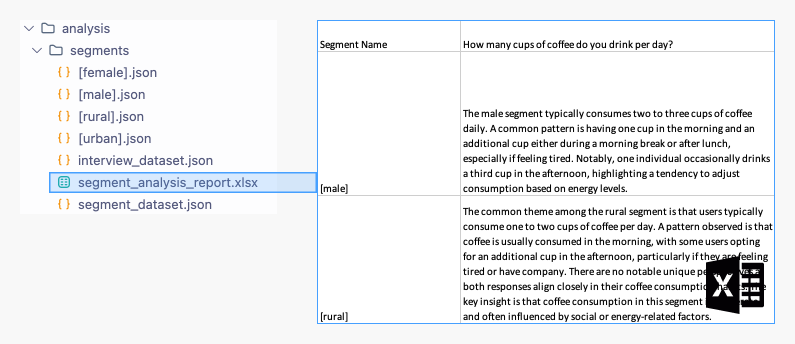 analysis
segments
[female].json
[male].json
[rural].json
[urban].json
interview_dataset.json
segment_analysis_report.xlsx
segment_dataset.json
Segment Name
How many cups of coffee do you drink per day?
[male]
The male segment typically consumes two to three cups of coffee
daily. A common pattern is having one cup in the morning and an
additional cup either during a morning break or after lunch,
especially if feeling tired. Notably, one individual occasionally drinks
a third cup in the afternoon, highlighting a tendency to adjust
consumption based on energy levels.
[rural]
The common theme among the rural segment is that users typically
consume one to two cups of coffee per day. A pattern observed is that
coffee is usually consumed in the morning, with some users opting
for an additional cup in the afternoon, particularly if they are feeling
tired or have company. There are no notable unique
both responses align closely in their coffee consumption
key insight is that coffee consumption in this segment
and often influenced by social or energy-related factors.